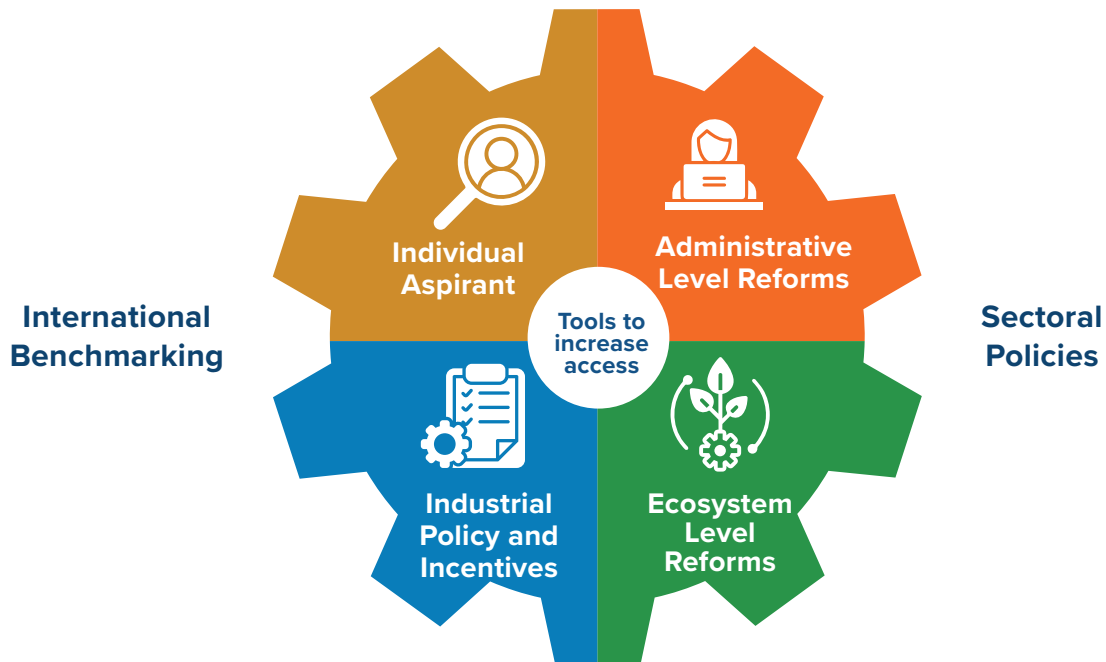 Individual
Aspirant
Administrative
Level Reforms
International
Benchmarking
Tools to
increase
access
Sectoral
Policies
Industrial
Policy and
Incentives
Ecosystem
Level
Reforms